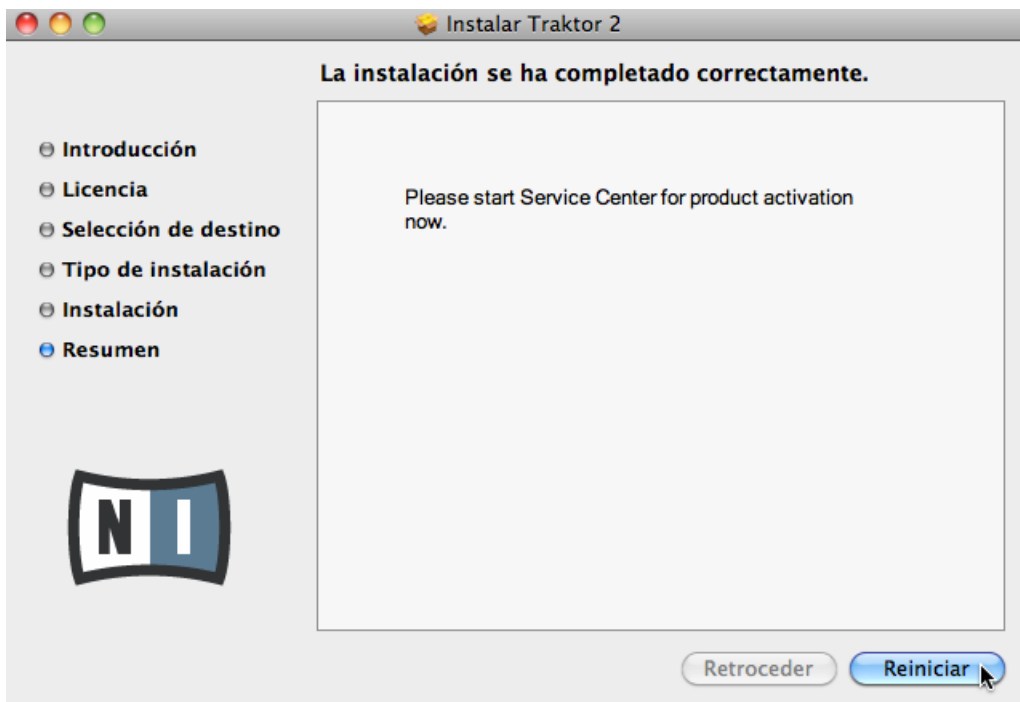 Instalar Traktor 2
La instalación se ha completado correctamente.
Introducción
Licencia
Selección de destino
Tipo de instalación
Instalación
Resumen
Please start Service Center for product activation
now.
NI
Retroceder
Reiniciar